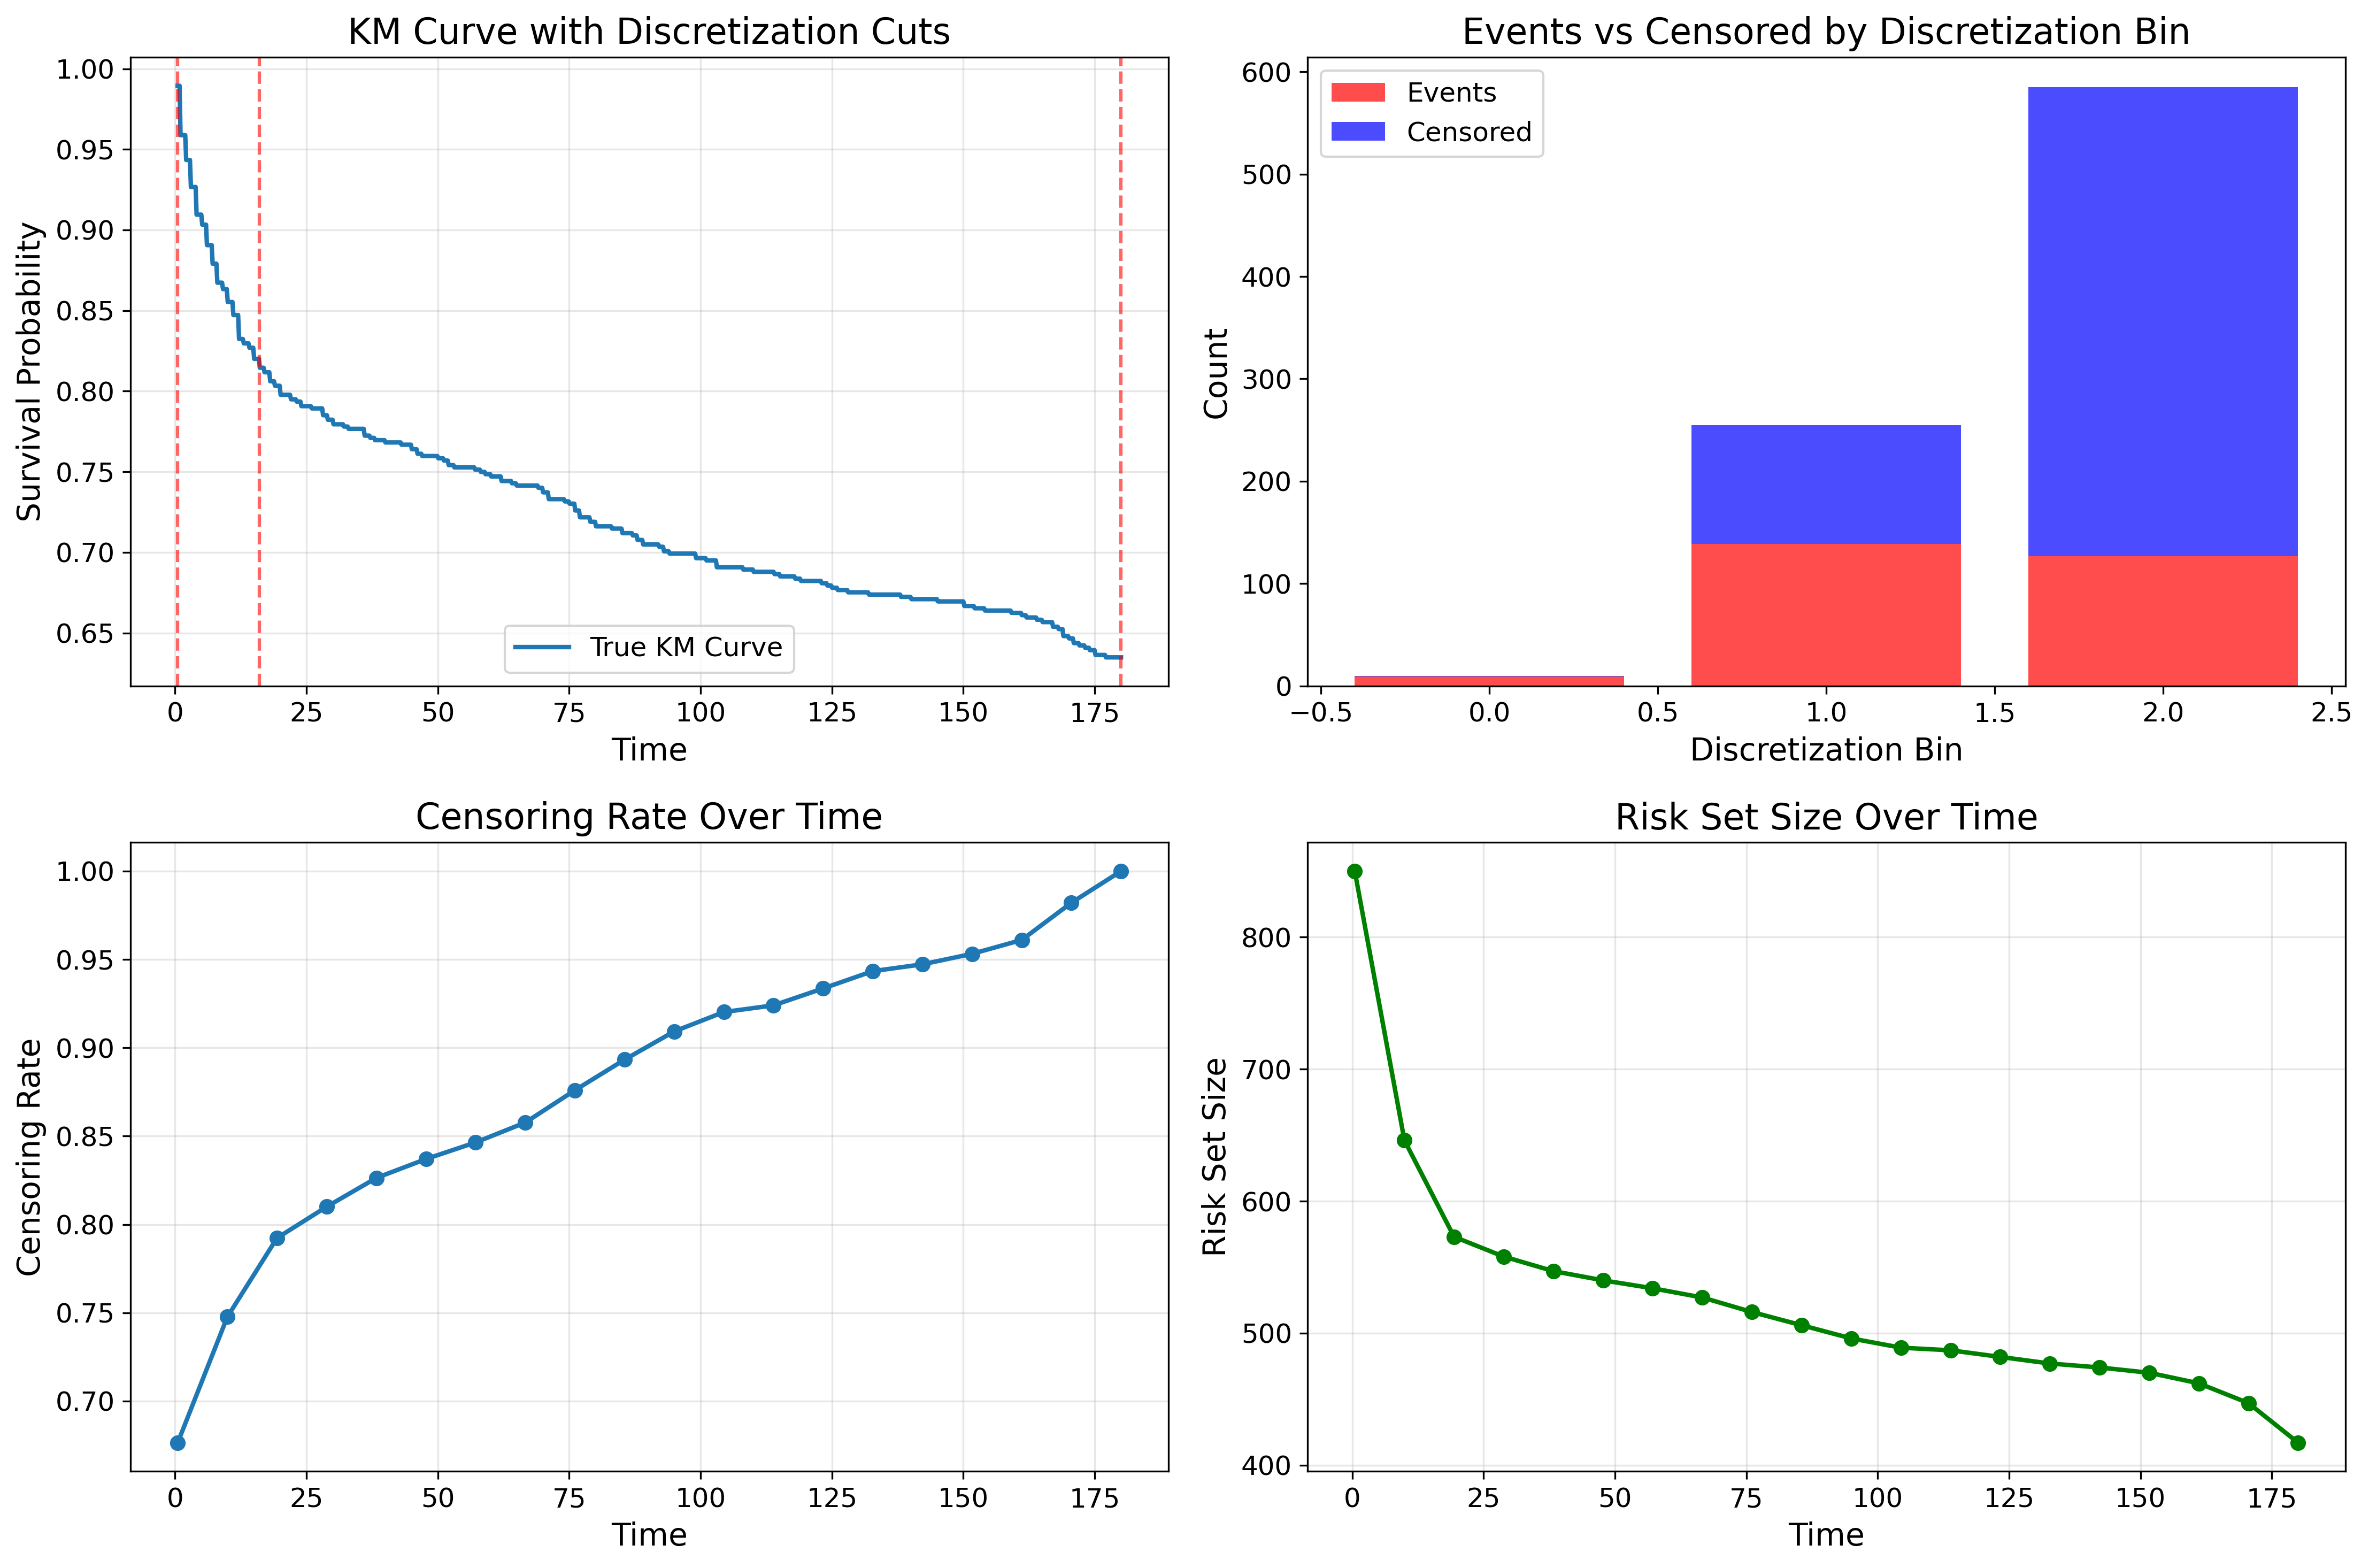 KM Curve with Discretization Cuts
Survival Probability
1.00
0.95
0.90
0.85
0.80
0.75
0.70
0.65
True KM Curve
0 25 50 75 100 125 150 175
Time
Events vs Censored by Discretization Bin
Count
600
500
400
300
200
100
0
Events
Censored
−0.5 0.0 0.5 1.0 1.5 2.0 2.5
Discretization Bin
Censoring Rate Over Time
Censoring Rate
1.00
0.95
0.90
0.85
0.80
0.75
0.70
0 25 50 75 100 125 150 175
Time
Risk Set Size Over Time
Risk Set Size
800
700
600
500
400
0 25 50 75 100 125 150 175
Time